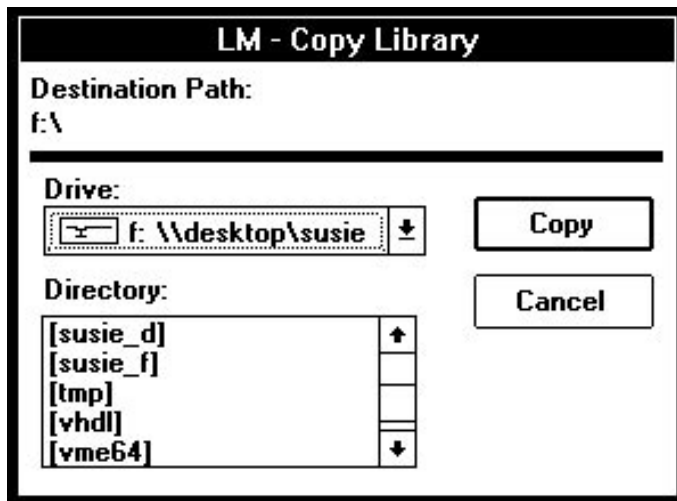 LM - Copy Library
Destination Path:
f:\
Drive:
f: \\desktop\susie
Copy
Directory:
Cancel
[susie_d]
[susie_f]
[tmp]
[vhdl]
[vme64]